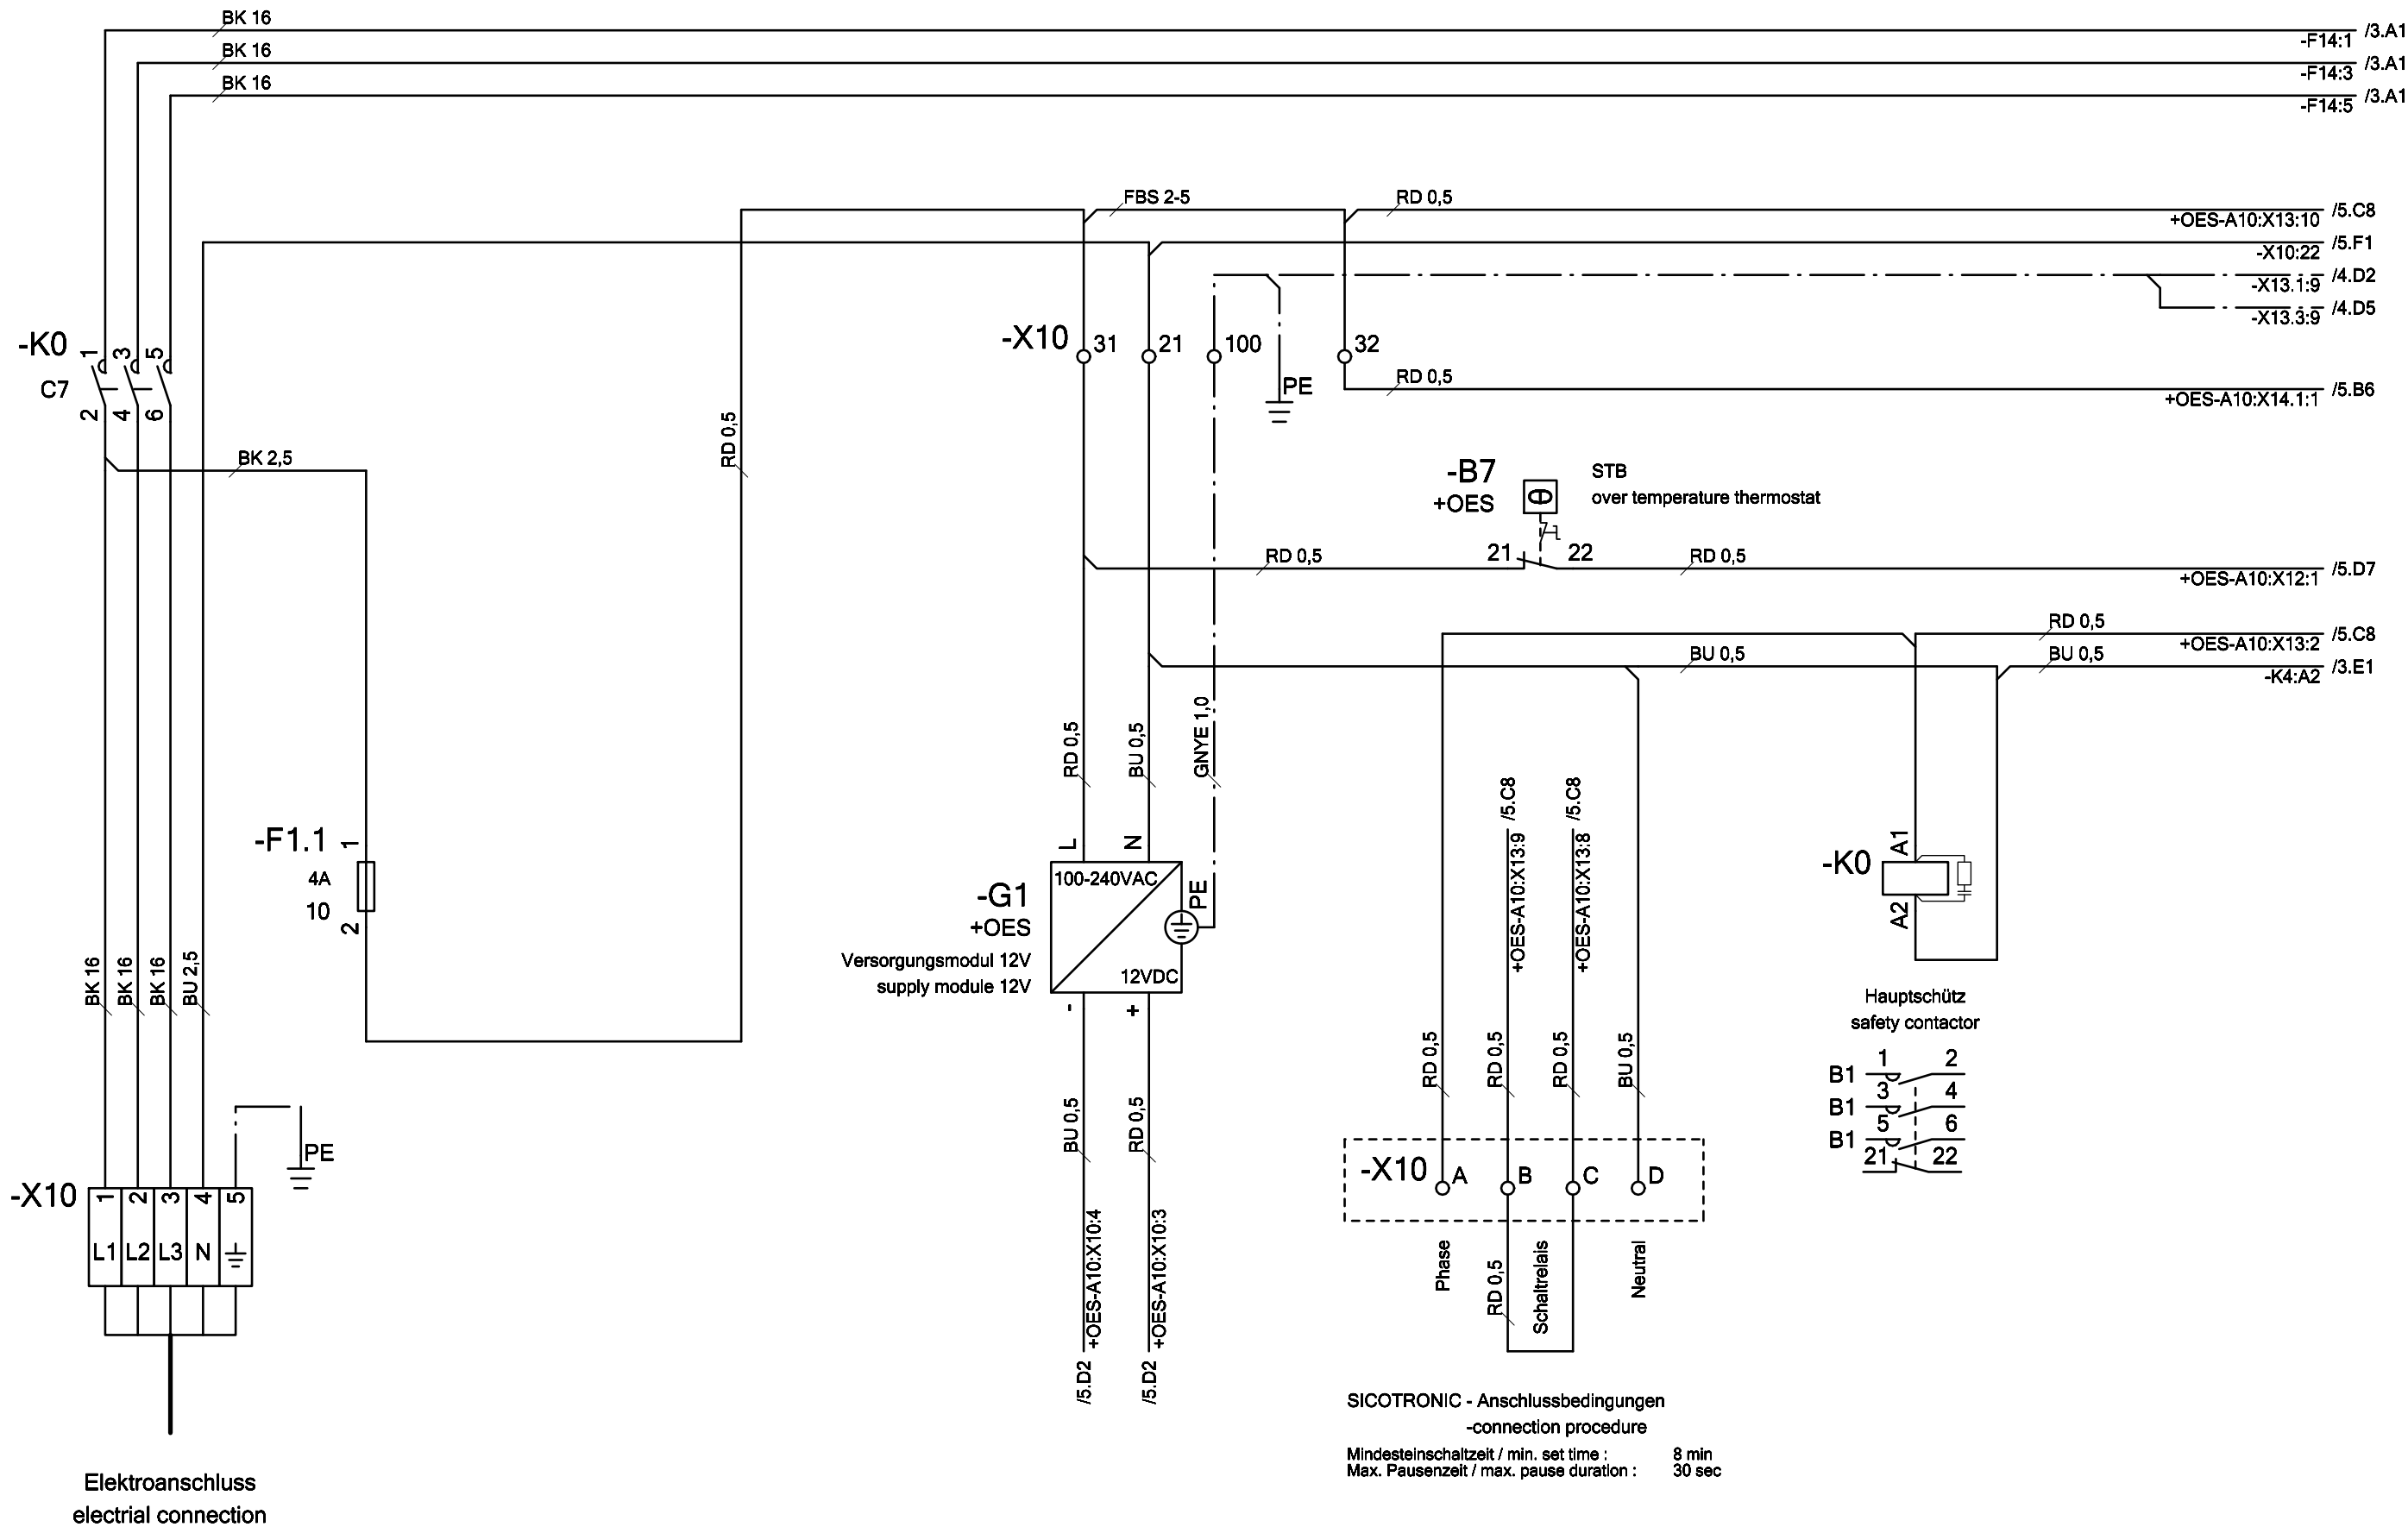 BK 16
/3.A1
-F14:1
BK 16
/3.A1
-F14:3
BK 16
/3.A1
-F14:5
FBS 2-5
RD 0,5
/5.C8
+OES-A10:X13:10
/5.F1
-X10:22
/4.D2
-X13.1:9
/4.D5
-X13.3:9
-K0
C7
1
3
5
2
4
6
-X10
31
21
100
32
PE
RD 0,5
/5.B6
+OES-A10:X14.1:1
BK 2,5
RD 0,5
-B7
+OES
STB
over temperature thermostat
RD 0,5
21
22
RD 0,5
/5.D7
+OES-A10:X12:1
RD 0,5
/5.C8
+OES-A10:X13:2
BU 0,5
BU 0,5
/3.E1
-K4:A2
RD 0,5
BU 0,5
GNYE 1,0
-F1.1
4A
10
1
2
L
N
100-240VAC
12VDC
PE
-G1
+OES
Versorgungsmodul 12V
supply module 12V
-
+
/5.C8
+OES-A10:X13:9
/5.C8
+OES-A10:X13:8
-K0
A1
A2
Hauptschütz
safety contactor
B1
1
2
B1
3
4
B1
5
6
21
22
BK 16
BK 16
BK 16
BU 2,5
PE
-X10
1
2
3
4
5
L1
L2
L3
N
BU 0,5
RD 0,5
+OES-A10:X10:4
+OES-A10:X10:3
/5.D2
/5.D2
RD 0,5
RD 0,5
RD 0,5
BU 0,5
-X10
A
B
C
D
Phase
RD 0,5
Schaltrelais
Neutral
SICOTRONIC - Anschlussbedingungen
-connection procedure
Mindesteinschaltzeit / min. set time : 8 min
Max. Pausenzeit / max. pause duration : 30 sec
Elektroanschluss
electrial connection